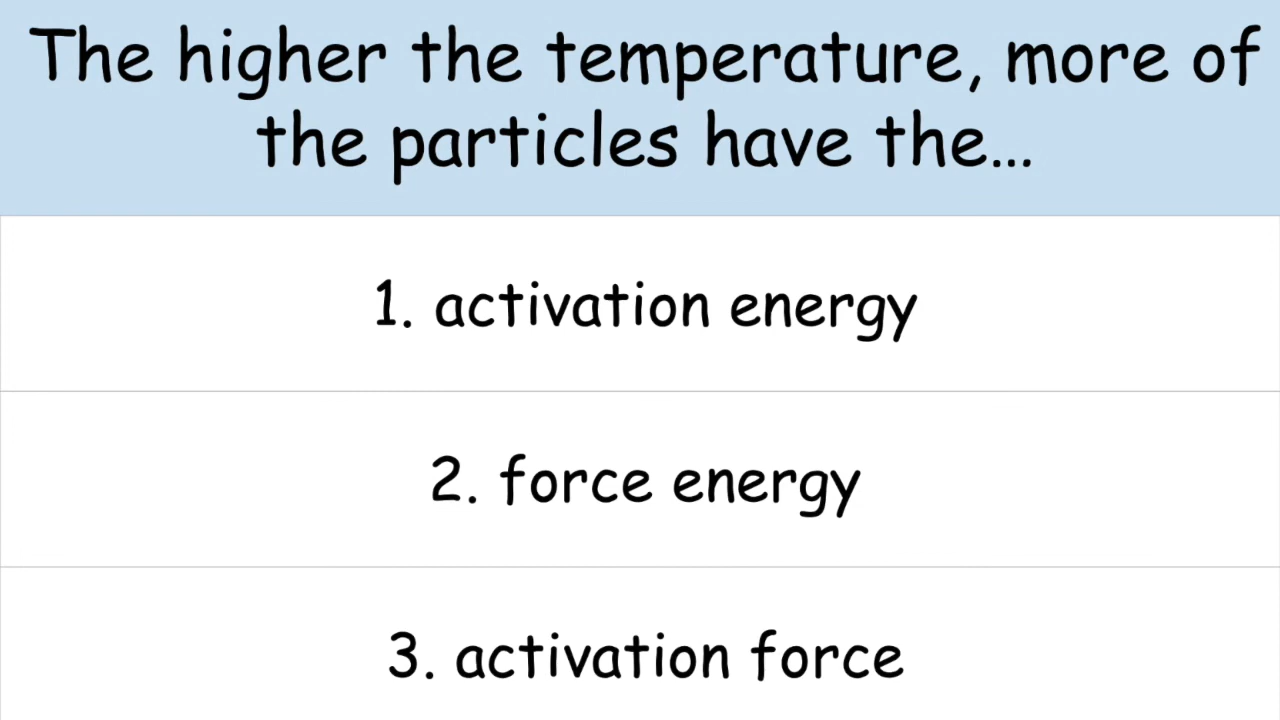 The higher the temperature, more of
the particles have the...
1. activation energy
2. force energy
3. activation force